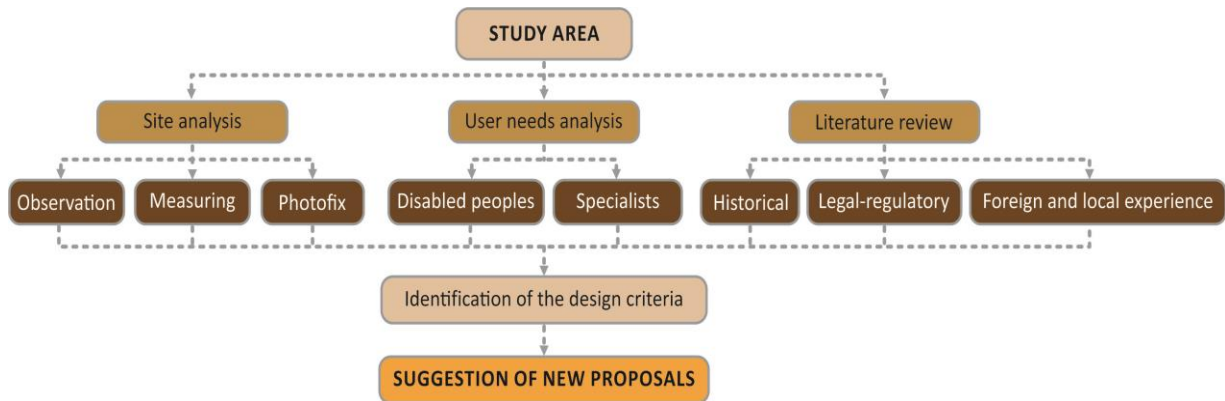 STUDY AREA
Site analysis
User needs analysis
Literature review
Observation
Measuring
Photofix
Disabled peoples
Specialists
Historical
Legal-regulatory
Foreign and local experience
Identification of the design criteria
SUGGESTION OF NEW PROPOSALS